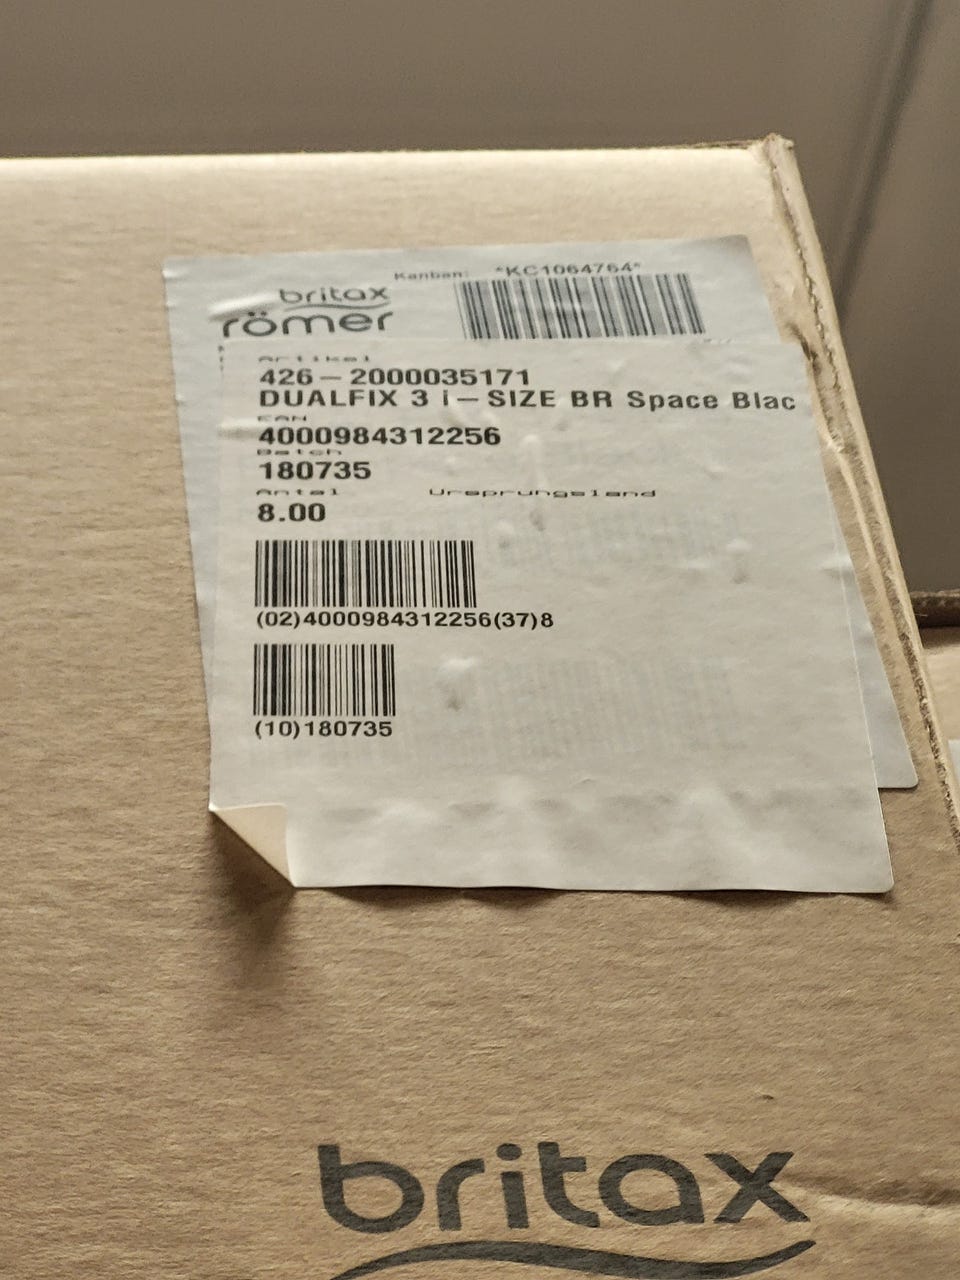 Kanban: *KC1064764*
britax
römer
Artikel
426-2000035171
DUALFIX 3 i-SIZE BR Space Blac
EAN
4000984312256
Batch
180735
Antal Ursprungsland
8.00
(02)4000984312256(37)8
(10)180735
britax